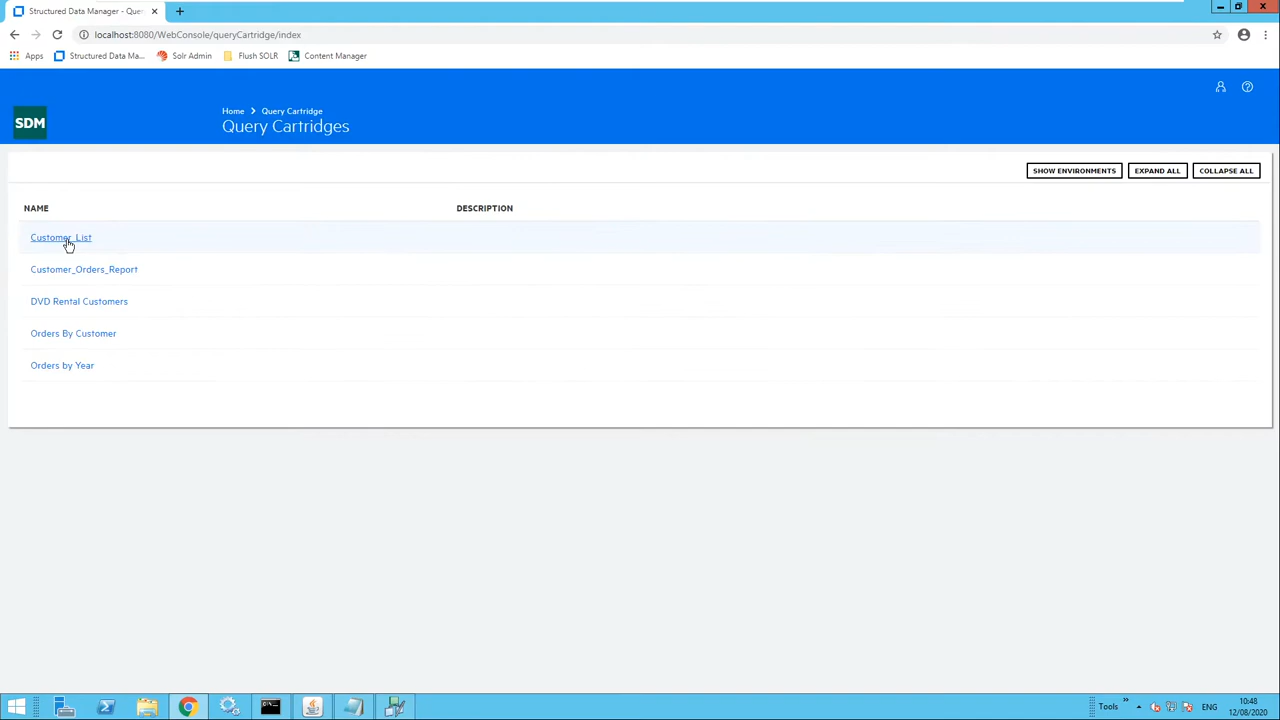 Structured Data Manager - Que
localhost:8080/WebConsole/queryCartridge/index
Apps Structured Data Ma... Solr Admin Flush SOLR Content Manager
SDM
Home > Query Cartridge
Query Cartridges
SHOW ENVIRONMENTS EXPAND ALL COLLAPSE ALL
NAME DESCRIPTION
Customer_List
Customer_Orders_Report
DVD Rental Customers
Orders By Customer
Orders by Year
Tools ENG 10:48
12/08/2020